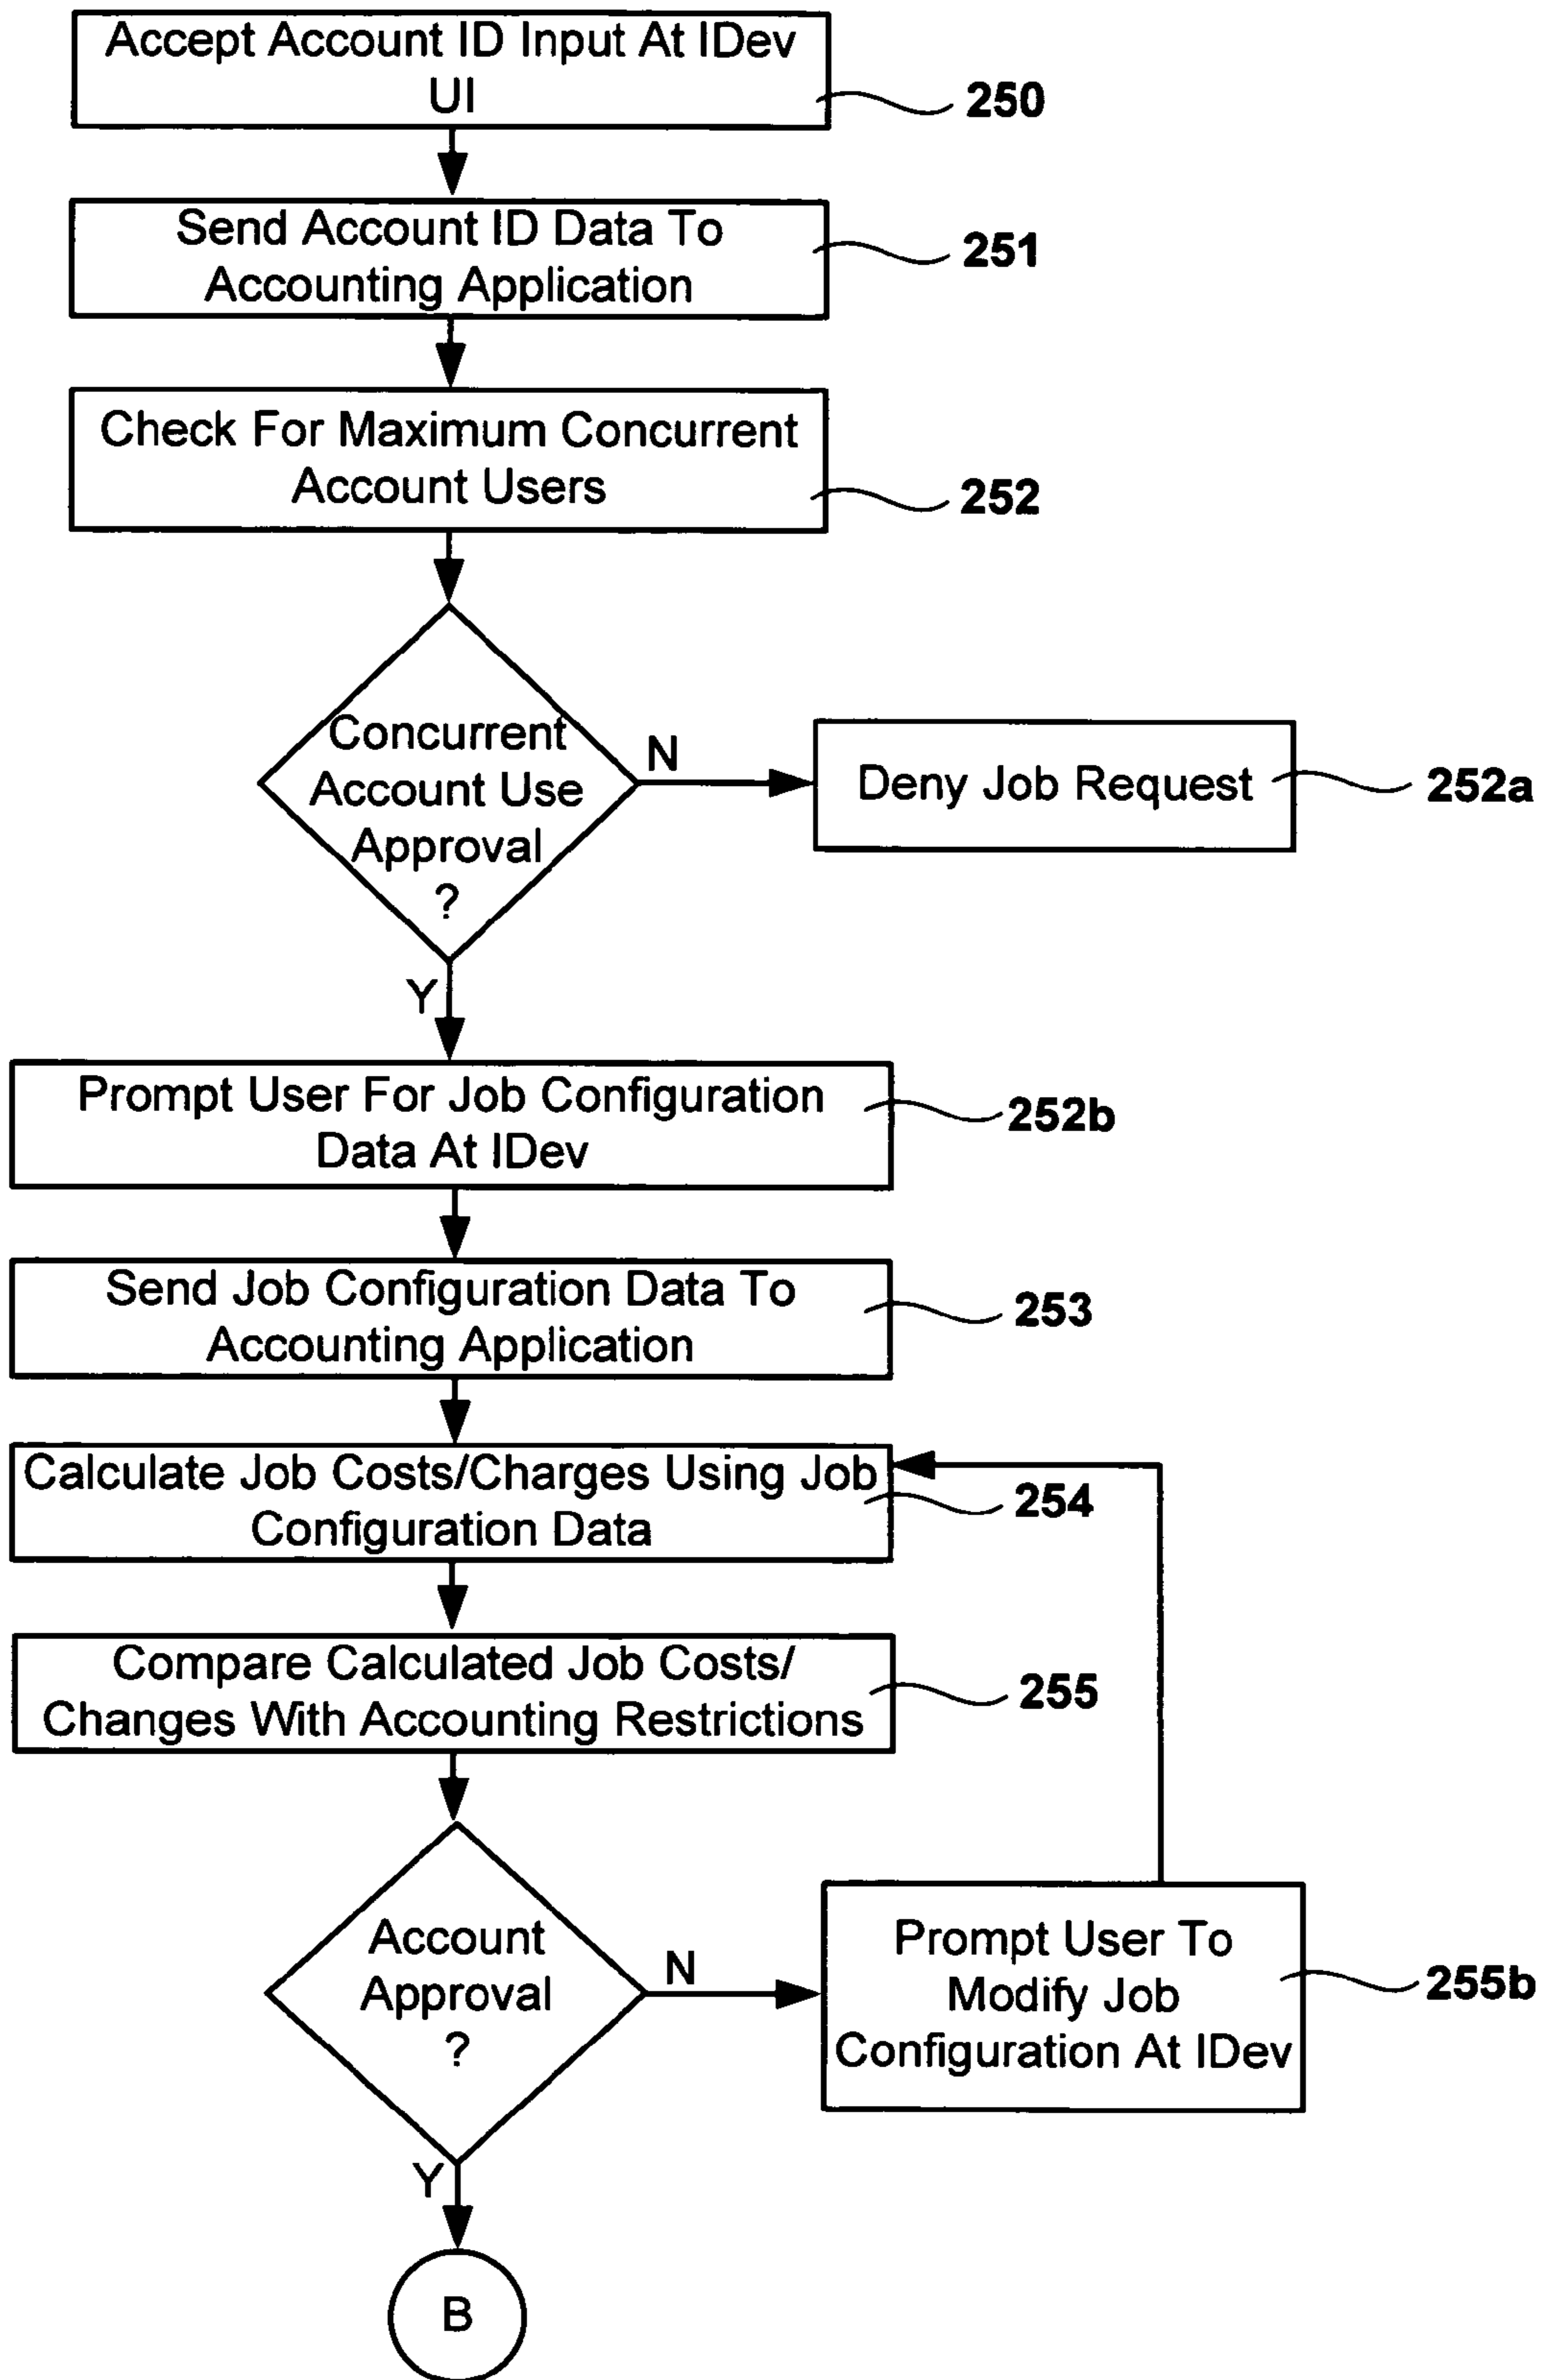 Accept Account ID Input At IDev
UI
250
Send Account ID Data To
Accounting Application
251
Check For Maximum Concurrent
Account Users
252
Concurrent
Account Use
Approval
?
N
Deny Job Request
252a
Y
Prompt User For Job Configuration
Data At IDev
252b
Send Job Configuration Data To
Accounting Application
253
Calculate Job Costs/Charges Using Job
Configuration Data
254
Compare Calculated Job Costs/
Changes With Accounting Restrictions
255
Account
Approval
?
N
Prompt User To
Modify Job
Configuration At IDev
255b
Y
B